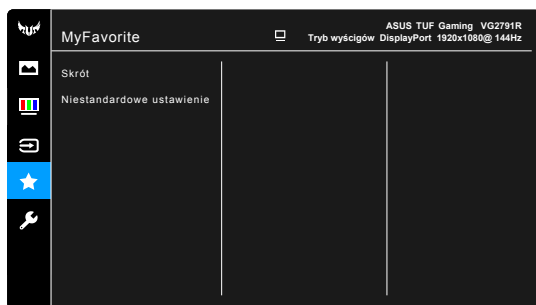 MyFavorite
ASUS TUF Gaming VG2791R
Tryb wyścigów DisplayPort 1920x1080@ 144Hz
Skrót
Niestandardowe ustawienie